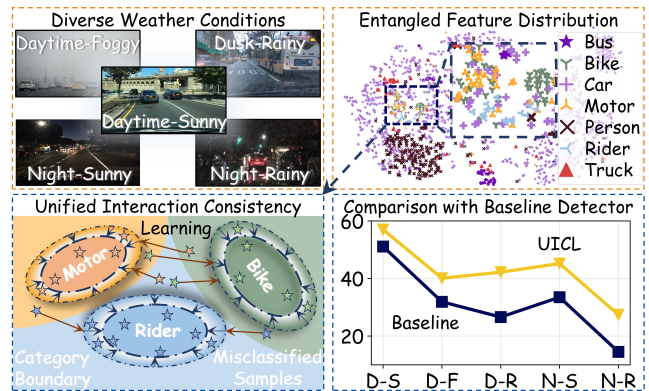 Diverse Weather Conditions
Daytime-Foggy
Dusk-Rainy
Daytime-Sunny
Night-Sunny
Night-Rainy
Entangled Feature Distribution
Bus
Bike
Car
Motor
Person
Rider
Truck
Unified Interaction Consistency
Learning
Motor
Bike
Rider
Category
Boundary
Misclassified
Samples
Comparison with Baseline Detector
60
40
20
UICL
Baseline
D-S D-F D-R N-S N-R